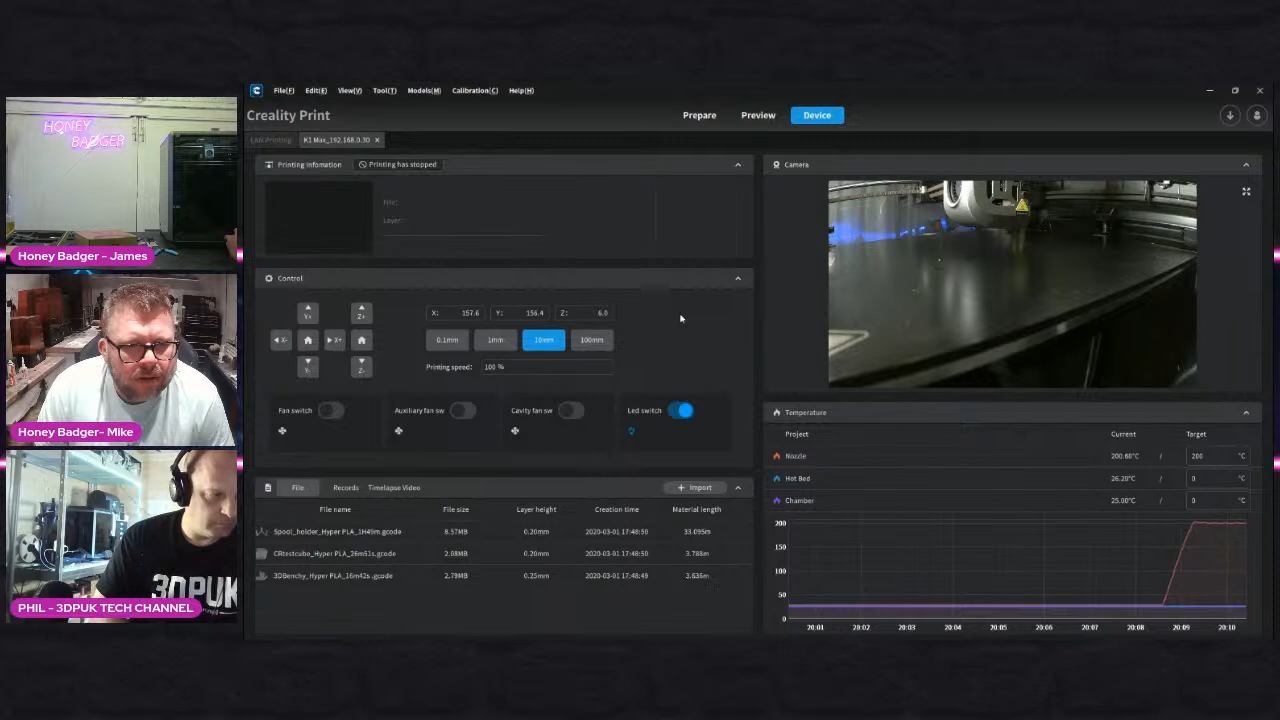 File(F) Edit(E) View(V) Tool(T) Models(M) Calibration(C) Help(H)
Creality Print
Prepare Preview Device
LAN Printing K1 Max_192.168.0.30 ×
Printing Infomation Printing has stopped
Camera
File:
Layer:
HONEY
BADGER
Honey Badger - James
Control
Y+ Z+
X: 157.6 Y: 156.4 Z: 6.0
X- X+
0.1mm 1mm 10mm 100mm
Y- Z-
Printing speed: 100 %
Fan switch Auxiliary fan sw Cavity fan sw Led switch
Honey Badger- Mike
Temperature
Project Current Target
Nozzle 200.60°C / 200 °C
Hot Bed 26.29°C / 0 °C
Chamber 25.00°C / 0 °C
File Records Timelapse Video + Import
File name File size Layer height Creation time Material length
Spool_holder_Hyper PLA_1H49m.gcode 8.57MB 0.20mm 2020-03-01 17:48:50 33.095m
CRtestcube_Hyper PLA_26m51s.gcode 2.08MB 0.20mm 2020-03-01 17:48:50 3.788m
3DBenchy_Hyper PLA_16m42s .gcode 2.79MB 0.25mm 2020-03-01 17:48:49 3.636m
200
150
100
50
0
20:01 20:02 20:03 20:04 20:05 20:06 20:07 20:08 20:09 20:10
3DPUK
PHIL - 3DPUK TECH CHANNEL